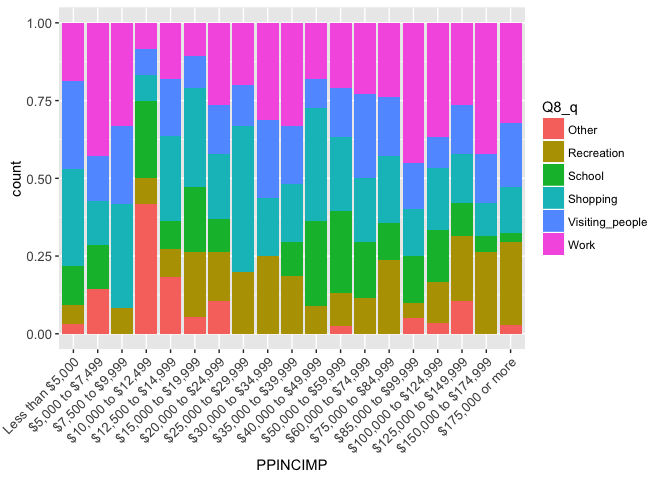 1.00
0.75
0.50
0.25
0.00
count
Less than $5,000
$5,000 to $7,499
$7,500 to $9,999
$10,000 to $12,499
$12,500 to $14,999
$15,000 to $19,999
$20,000 to $24,999
$25,000 to $29,999
$30,000 to $34,999
$35,000 to $39,999
$40,000 to $49,999
$50,000 to $59,999
$60,000 to $74,999
$75,000 to $84,999
$85,000 to $99,999
$100,000 to $124,999
$125,000 to $149,999
$150,000 to $174,999
$175,000 or more
PPINCIMP
Q8_q
Other
Recreation
School
Shopping
Visiting_people
Work